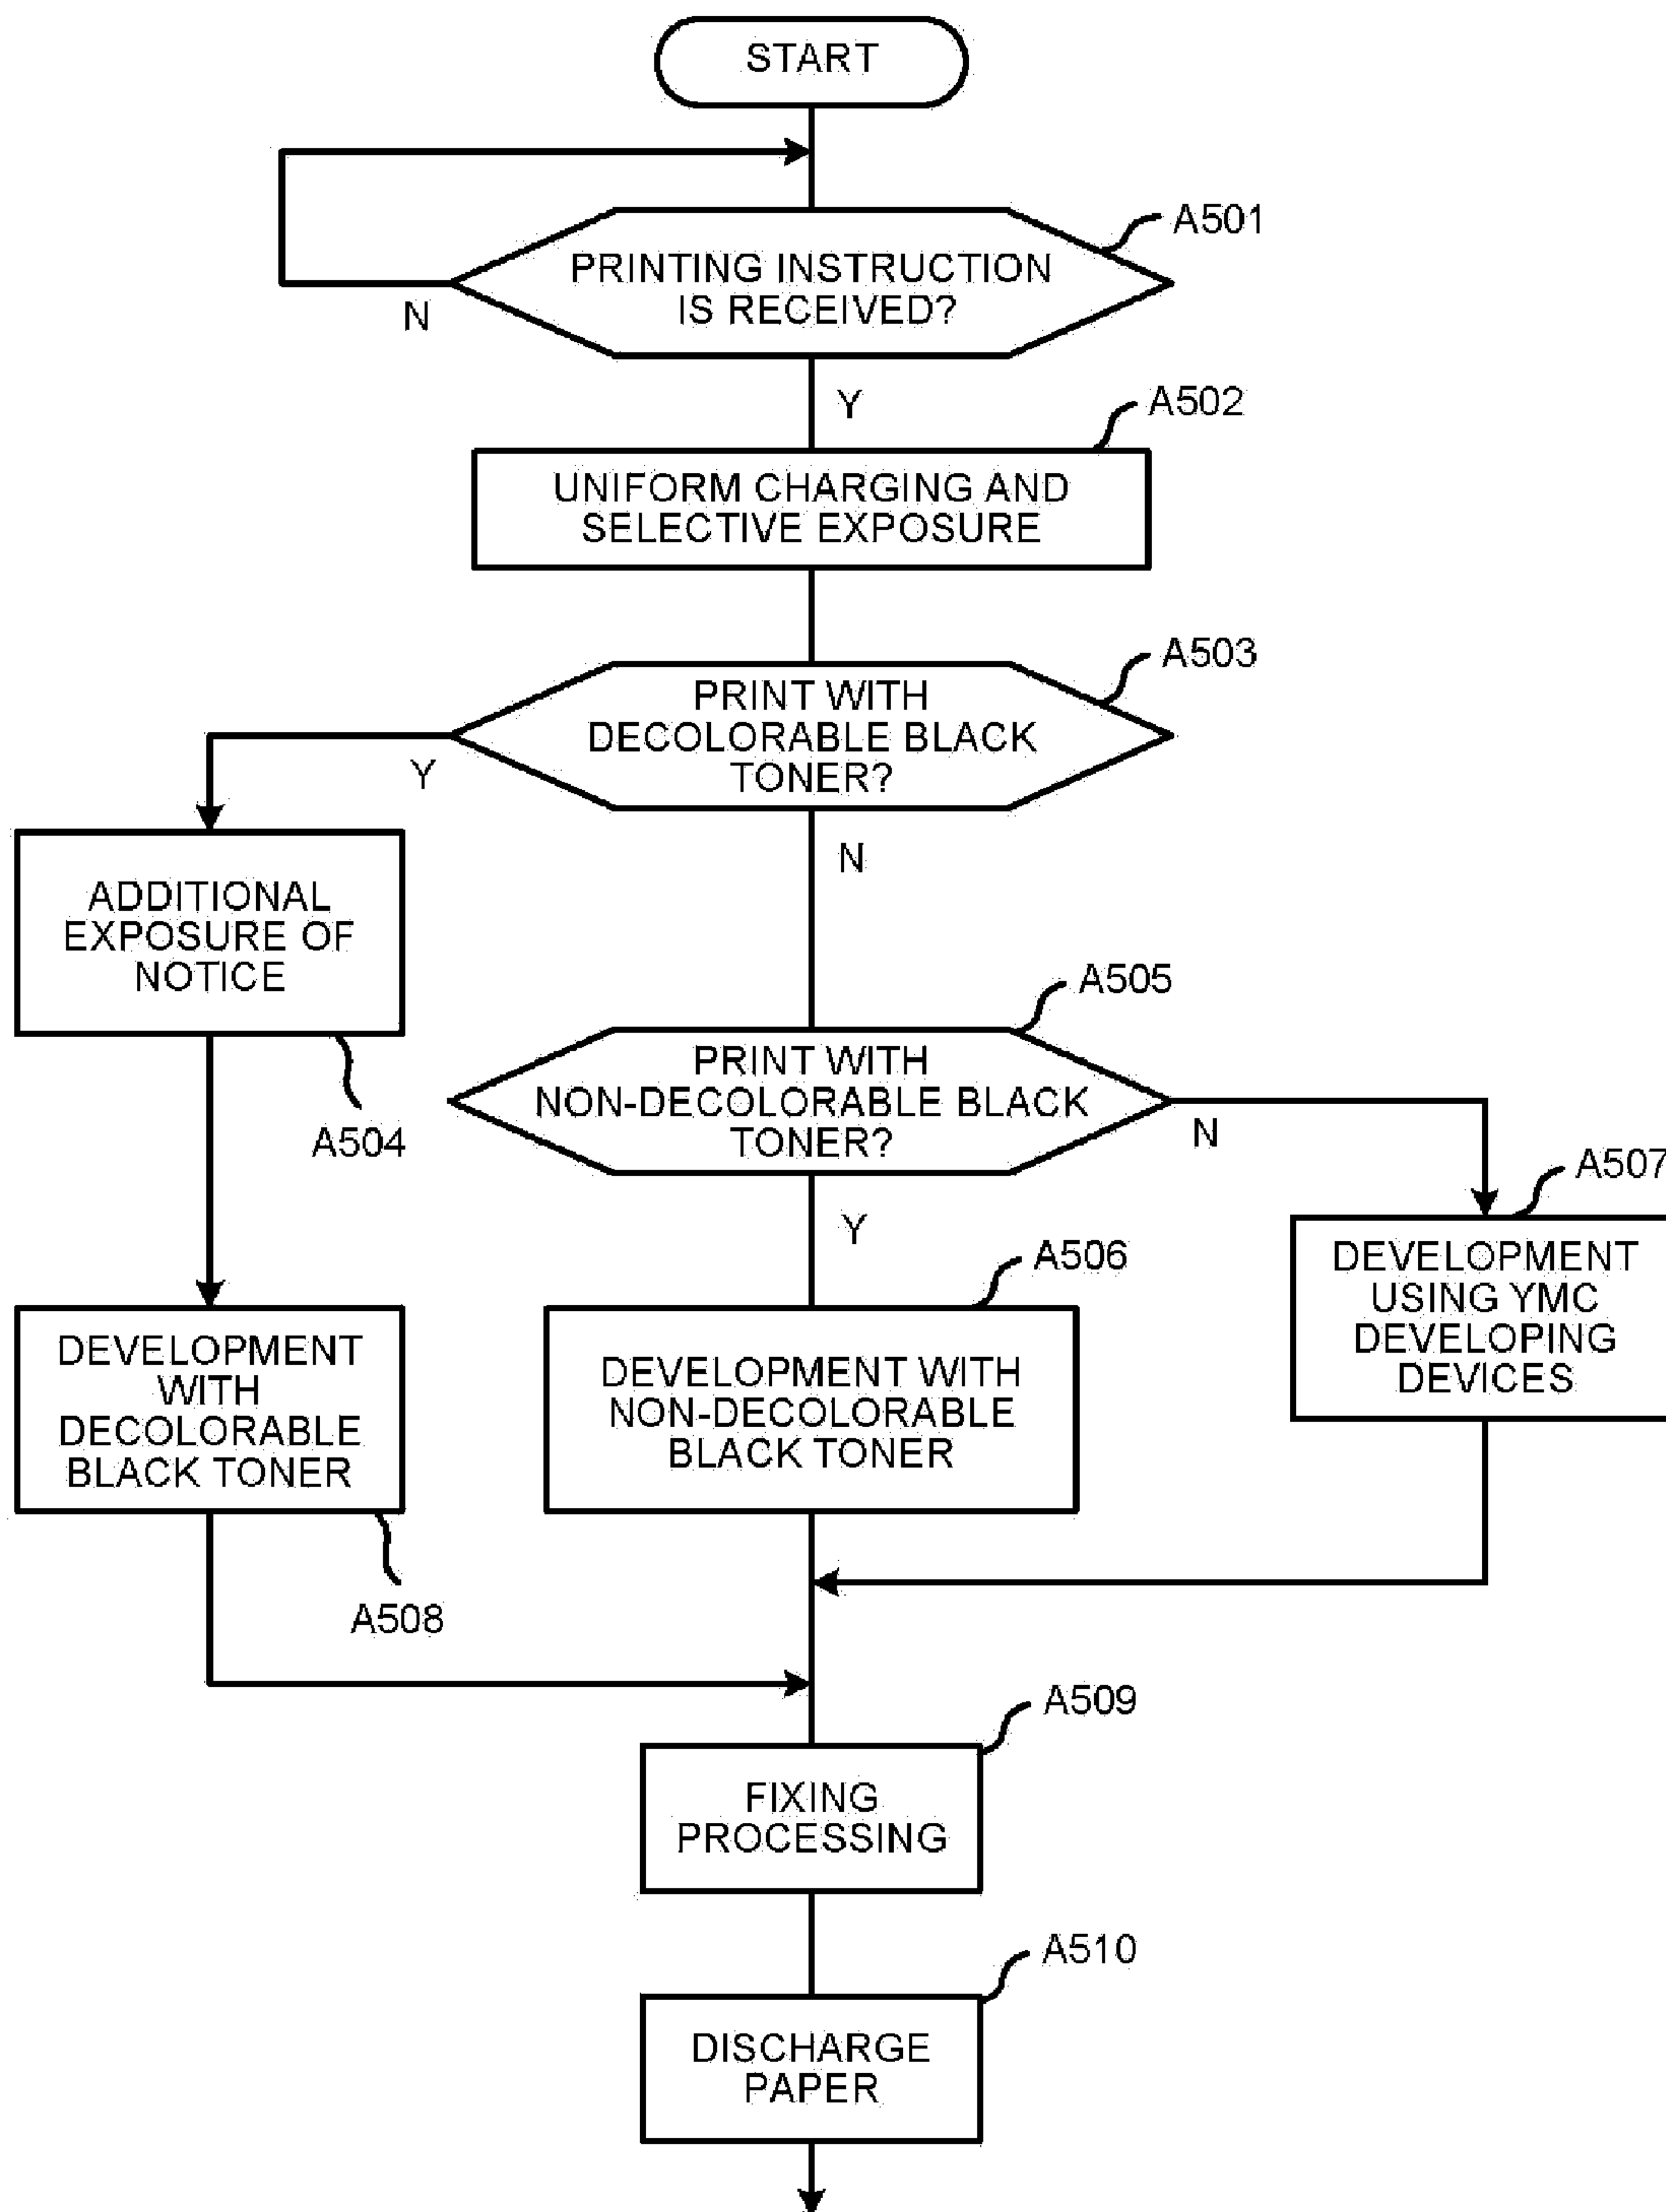 START
A501
PRINTING INSTRUCTION
IS RECEIVED?
N
Y
A502
UNIFORM CHARGING AND
SELECTIVE EXPOSURE
A503
PRINT WITH
DECOLORABLE BLACK
TONER?
Y
N
ADDITIONAL
EXPOSURE OF
NOTICE
A504
A505
PRINT WITH
NON-DECOLORABLE BLACK
TONER?
N
Y
A507
DEVELOPMENT
USING YMC
DEVELOPING
DEVICES
A506
DEVELOPMENT WITH
NON-DECOLORABLE
BLACK TONER
DEVELOPMENT
WITH
DECOLORABLE
BLACK TONER
A508
A509
FIXING
PROCESSING
A510
DISCHARGE
PAPER